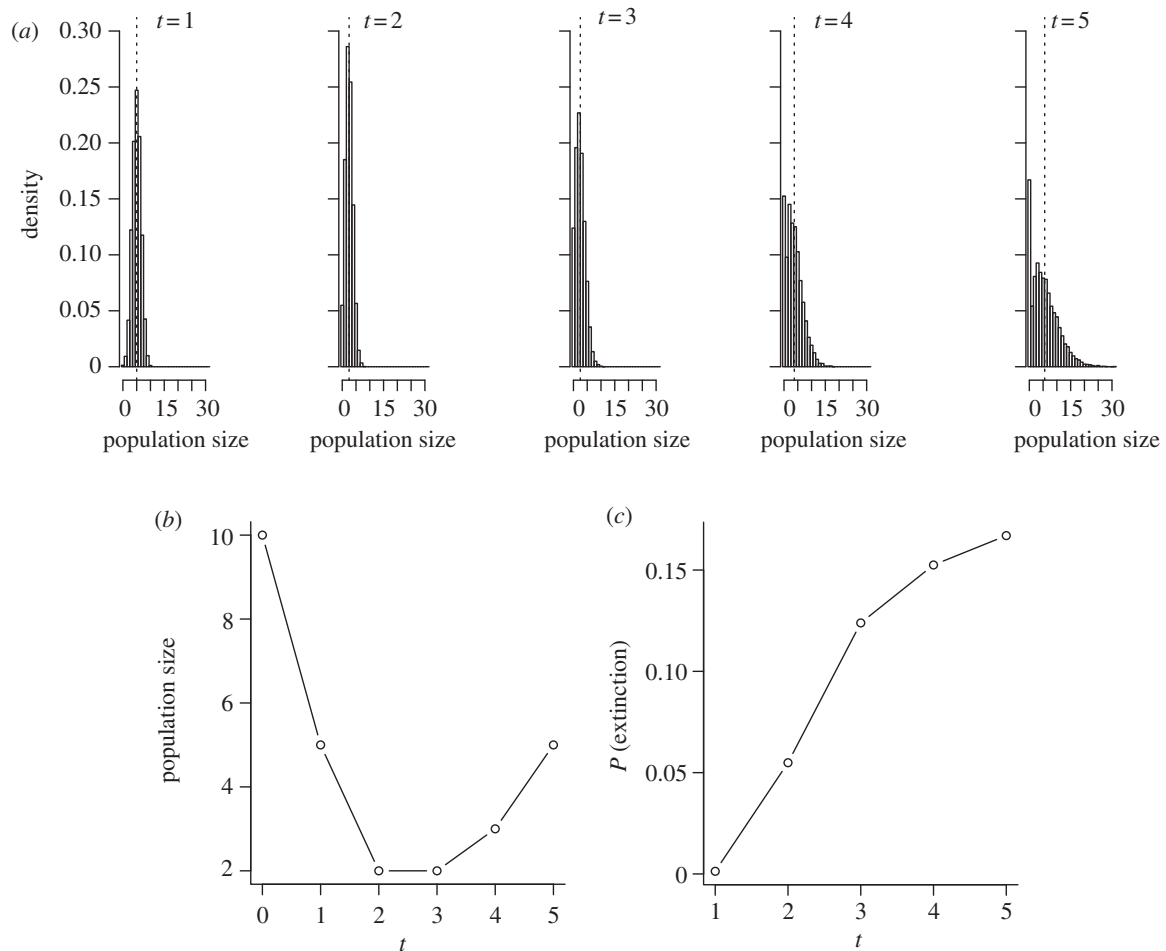 (a)
t=1
t=2
t=3
t=4
t=5
density
0.30
0.25
0.20
0.15
0.10
0.05
0
0 15 30
0 15 30
0 15 30
0 15 30
0 15 30
population size
population size
population size
population size
population size
(b)
population size
10
8
6
4
2
0 1 2 3 4 5
t
(c)
P (extinction)
0.15
0.10
0.05
0
1 2 3 4 5
t